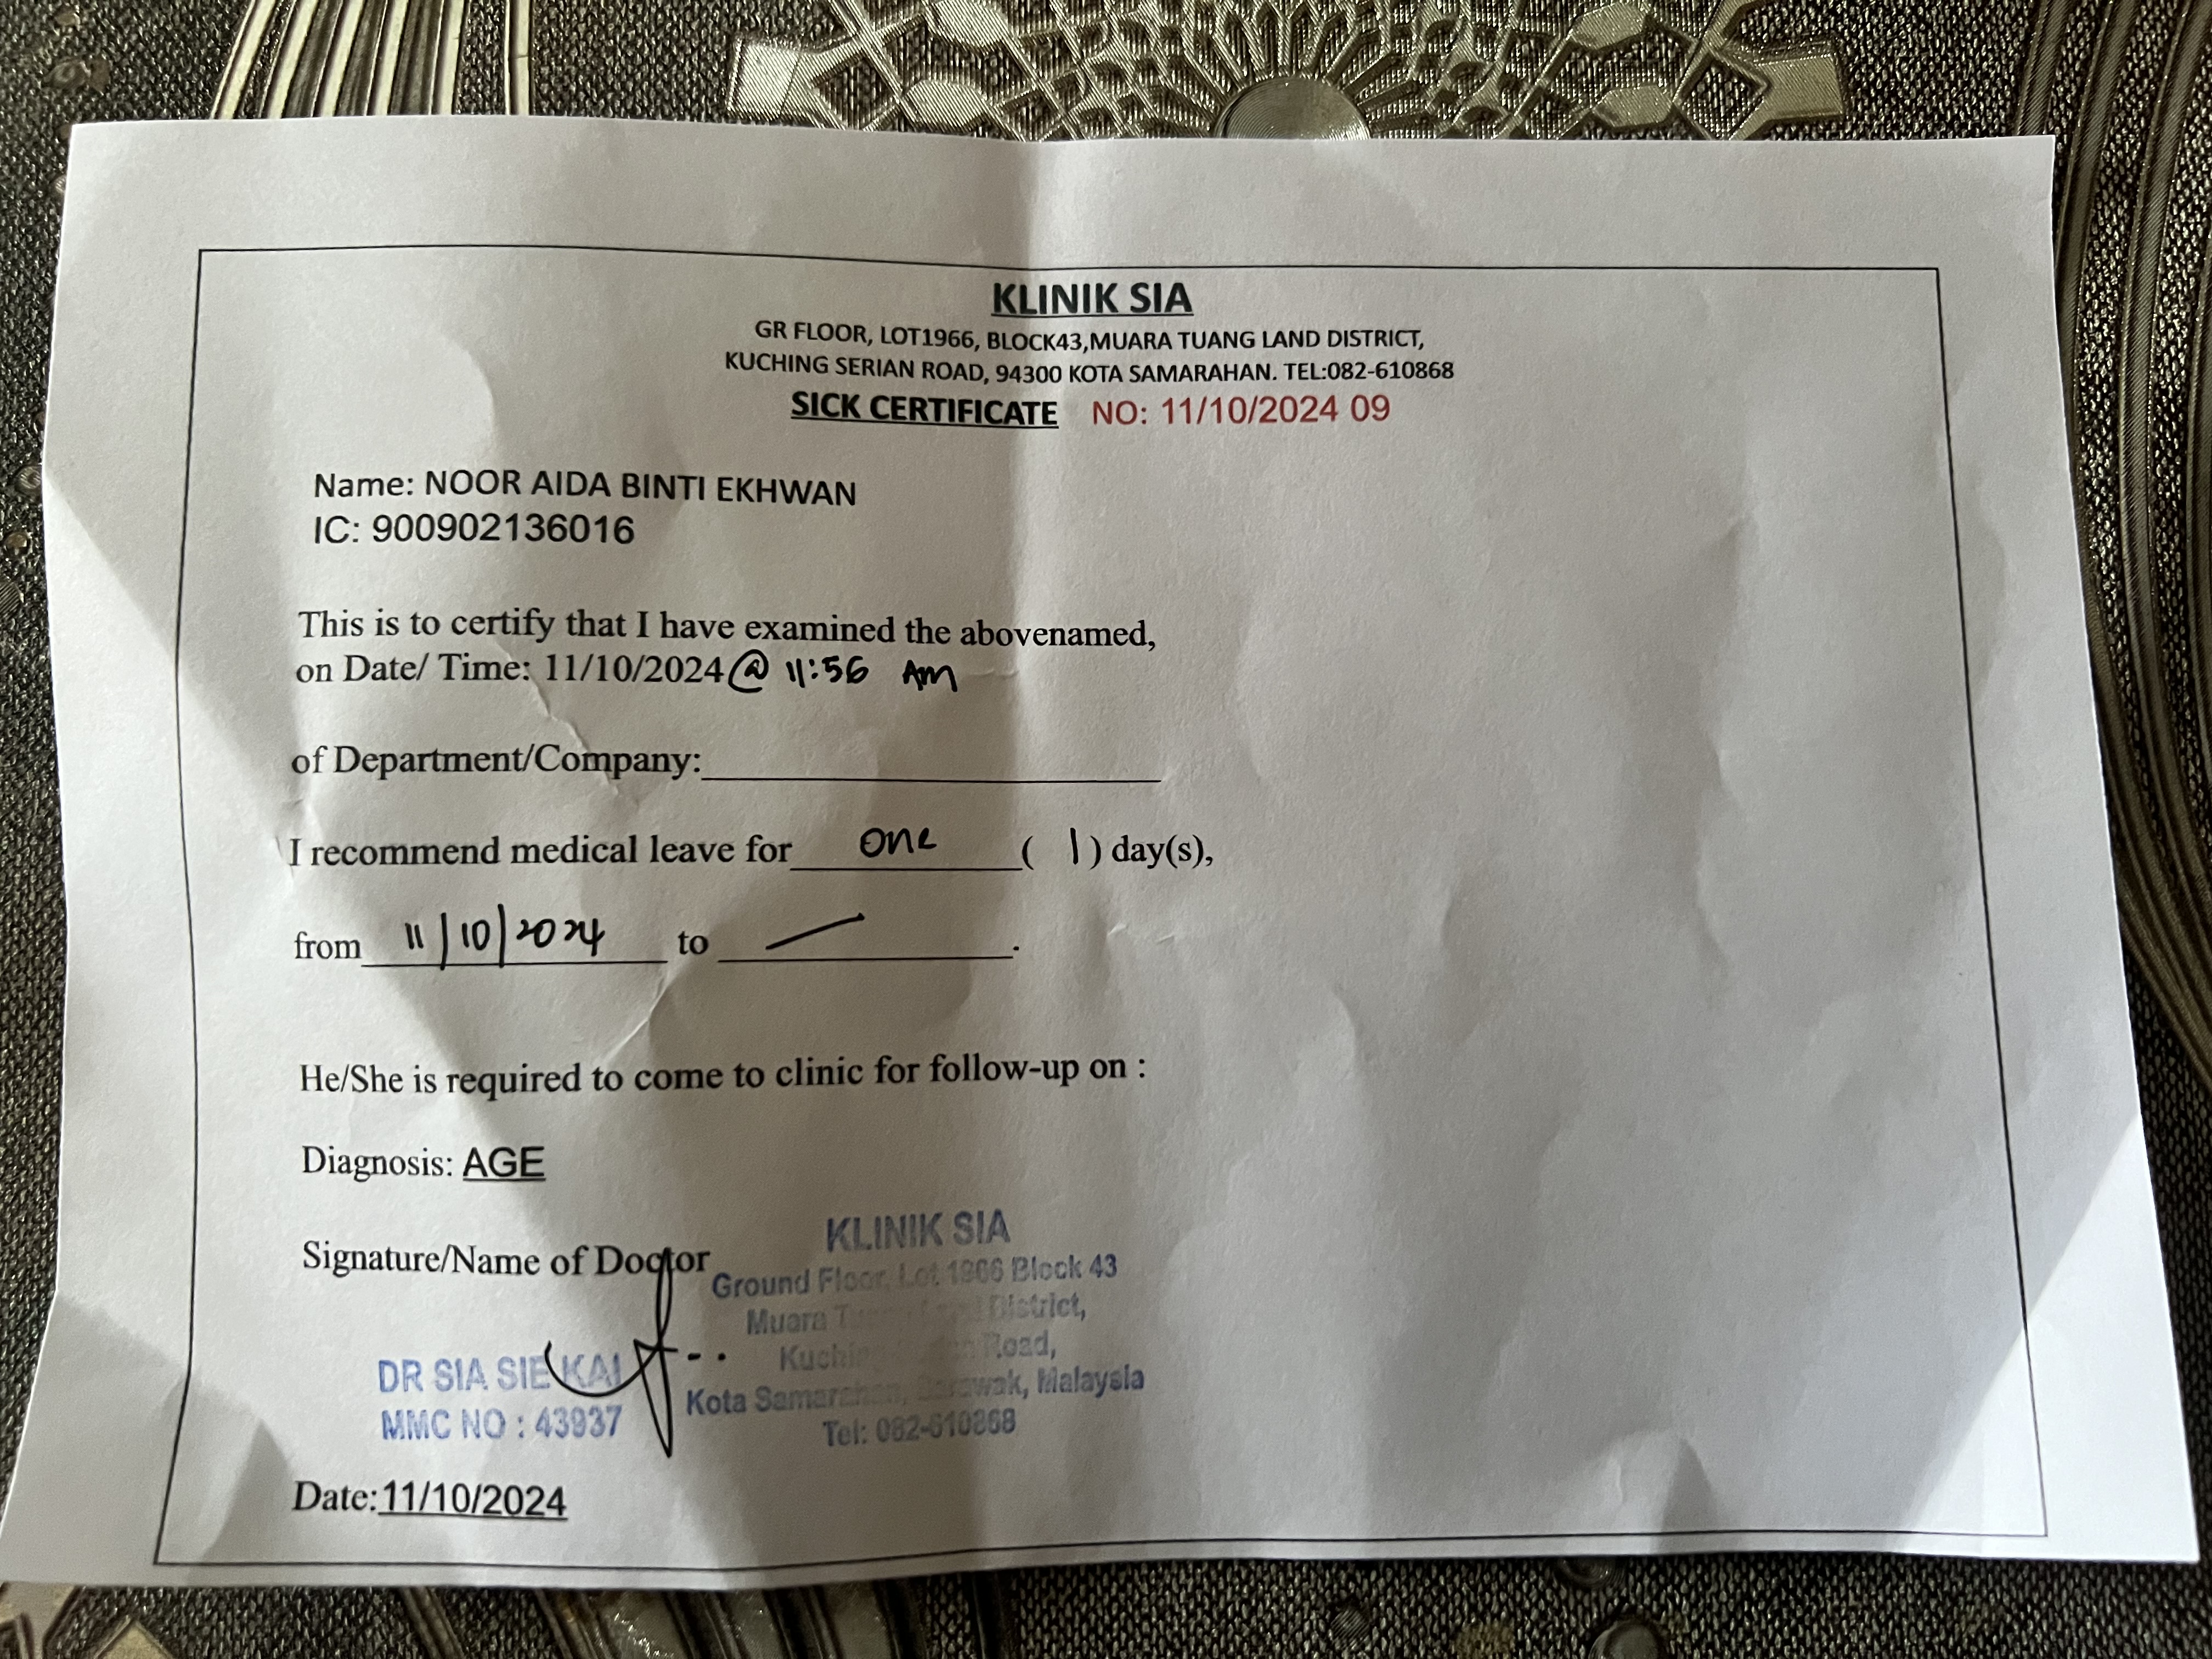 KLINIK SIA
GR FLOOR, LOT1966, BLOCK43,MUARA TUANG LAND DISTRICT,
KUCHING SERIAN ROAD, 94300 KOTA SAMARAHAN. TEL:082-610868
SICK CERTIFICATE NO: 11/10/2024 09
Name: NOOR AIDA BINTI EKHWAN
IC: 900902136016
This is to certify that I have examined the abovenamed,
on Date/ Time: 11/10/2024@ 11:56 AM
of Department/Company:
I recommend medical leave for one ( 1 ) day(s),
from 11/10/2024 to
He/She is required to come to clinic for follow-up on :
Diagnosis: AGE
Signature/Name of Doctor
DR SIA SIE KAI
MMC NO : 43937
KLINIK SIA
Ground Floor, Lot 1966 Block 43
Muara District,
Road,
Kota Samarahan, Sarawak, Malaysia
Tel: 082-610868
Date:11/10/2024